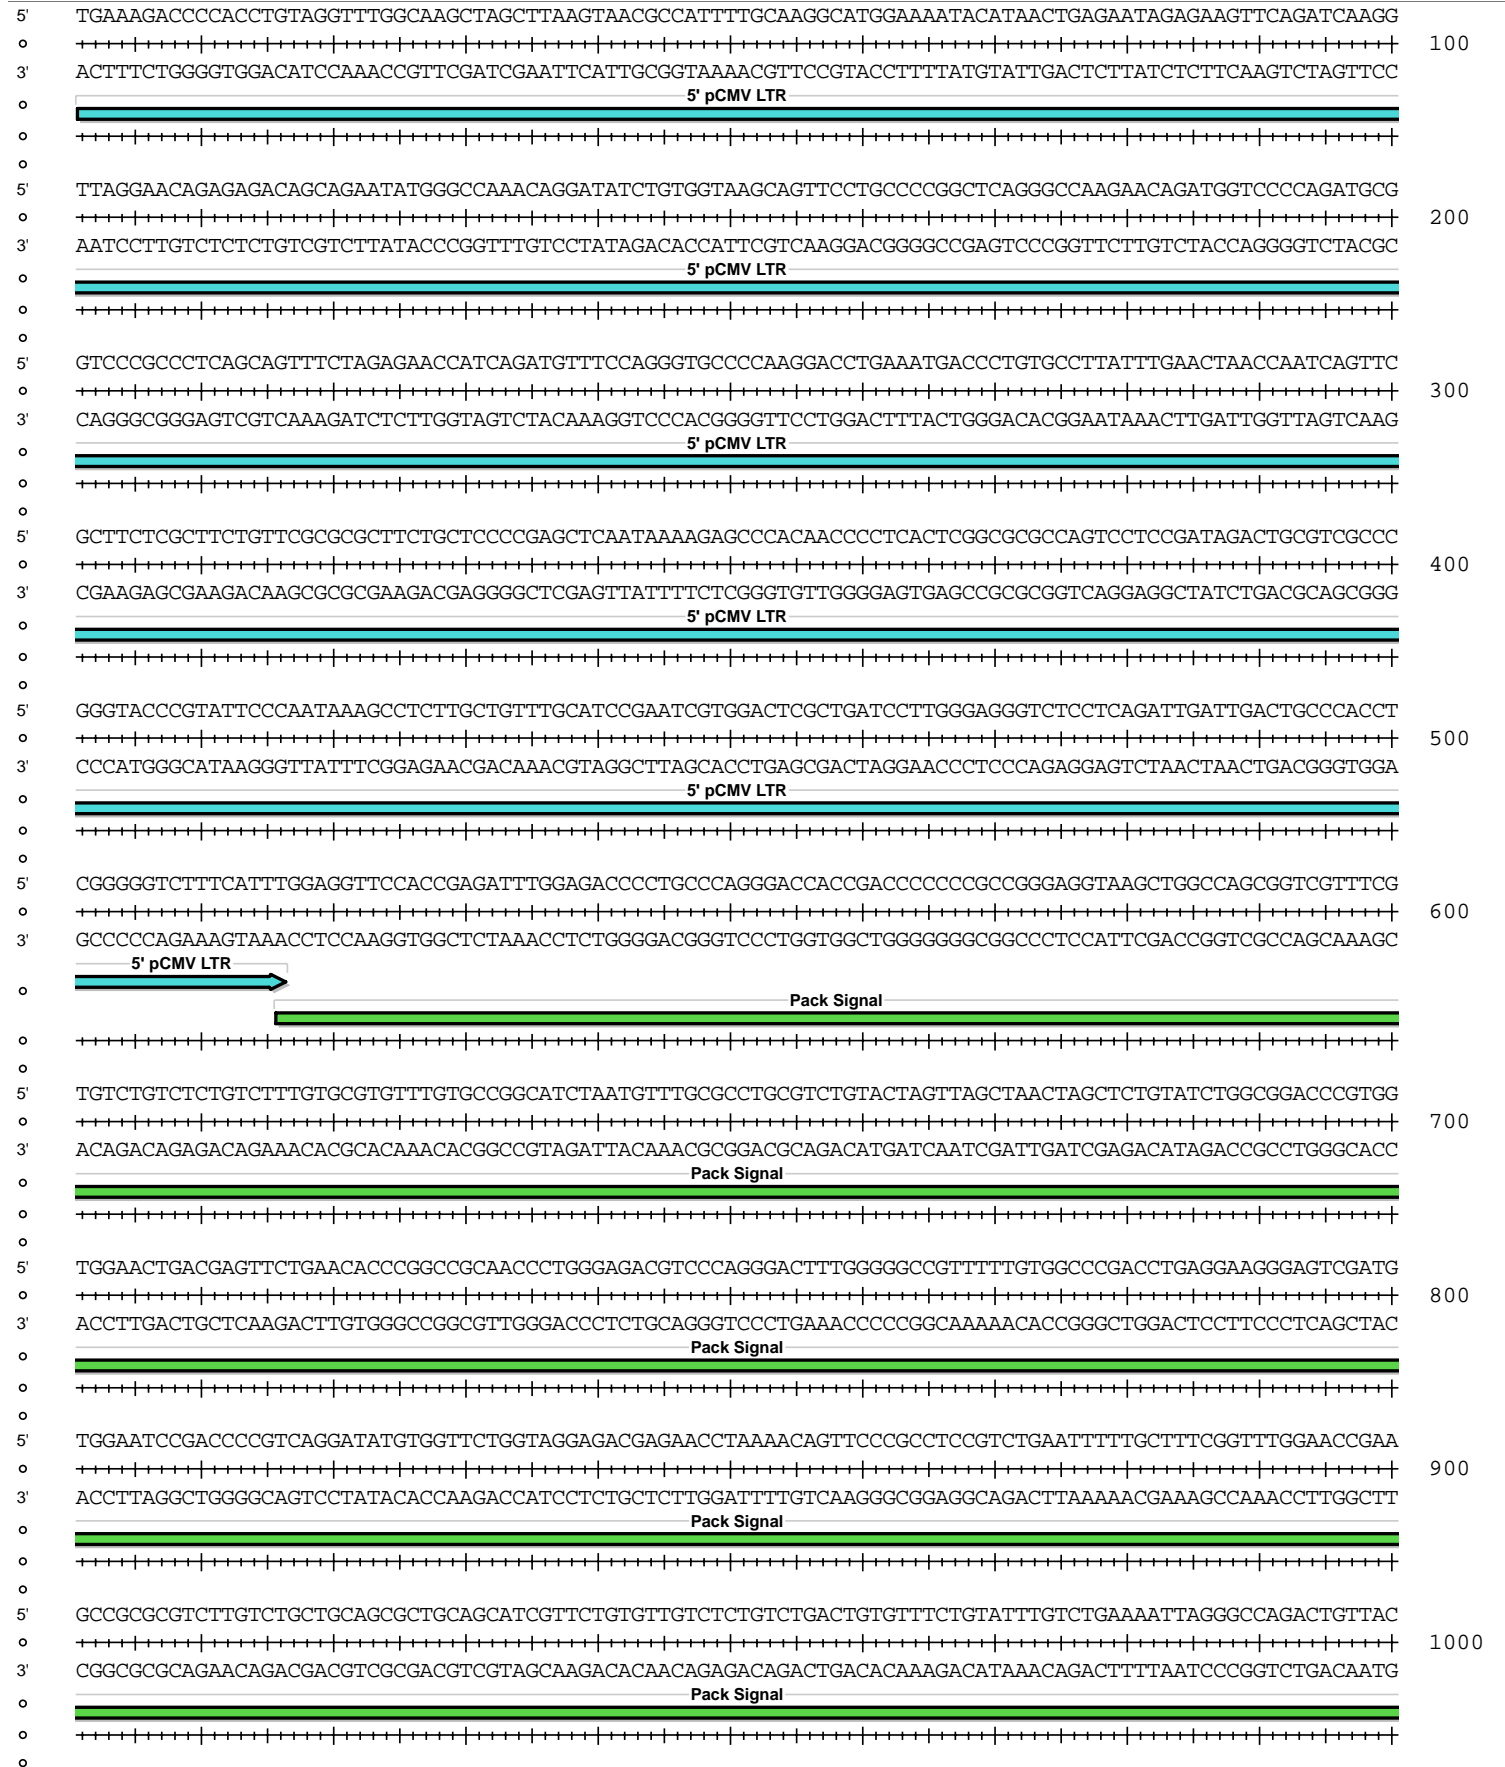 5' TGAAAGACCCCACCTGTAGGTTTGGCAAGCTAGCTTAAGTAACGCCATTTTGCAAGGCATGGAAAATACATAACTGAGAATAGAGAAGTTCAGATCAAGG
100
3' ACTTTCTGGGGTGGACATCCAAACCGTTCGATCGAATTCATTGCGGTAAAACGTTCCGTACCTTTTATGTATTGACTCTTATCTCTTCAAGTCTAGTTCC
5' pCMV LTR
5' TTAGGAACAGAGAGACAGCAGAATATGGGCCAAACAGGATATCTGTGGTAAGCAGTTCCTGCCCCGGCTCAGGGCCAAGAACAGATGGTCCCCAGATGCG
200
3' AATCCTTGTCTCTCTGTCGTCTTATACCCGGTTTGTCCTATAGACACCATTCGTCAAGGACGGGGCCGAGTCCCGGTTCTTGTCTACCAGGGGTCTACGC
5' pCMV LTR
5' GTCCCGCCCTCAGCAGTTTCTAGAGAACCATCAGATGTTTCCAGGGTGCCCCAAGGACCTGAAATGACCCTGTGCCTTATTTGAACTAACCAATCAGTTC
300
3' CAGGGCGGGAGTCGTCAAAGATCTCTTGGTAGTCTACAAAGGTCCCACGGGGTTCCTGGACTTTACTGGGACACGGAATAAACTTGATTGGTTAGTCAAG
5' pCMV LTR
5' GCTTCTCGCTTCTGTTCGCGCGCTTCTGCTCCCCGAGCTCAATAAAAGAGCCCACAACCCCTCACTCGGCGCGCCAGTCCTCCGATAGACTGCGTCGCCC
400
3' CGAAGAGCGAAGACAAGCGCGCGAAGACGAGGGGCTCGAGTTATTTTCTCGGGTGTTGGGGAGTGAGCCGCGCGGTCAGGAGGCTATCTGACGCAGCGGG
5' pCMV LTR
5' GGGTACCCGTATTCCCAATAAAGCCTCTTGCTGTTTGCATCCGAATCGTGGACTCGCTGATCCTTGGGAGGGTCTCCTCAGATTGATTGACTGCCCACCT
500
3' CCCATGGGCATAAGGGTTATTTCGGAGAACGACAAACGTAGGCTTAGCACCTGAGCGACTAGGAACCCTCCCAGAGGAGTCTAACTAACTGACGGGTGGA
5' pCMV LTR
5' CGGGGGTCTTTCATTTGGAGGTTCCACCGAGATTTGGAGACCCCTGCCCAGGGACCACCGACCCCCCCGCCGGGAGGTAAGCTGGCCAGCGGTCGTTTCG
600
3' GCCCCCAGAAAGTAAACCTCCAAGGTGGCTCTAAACCTCTGGGGACGGGTCCCTGGTGGCTGGGGGGGCGGCCCTCCATTCGACCGGTCGCCAGCAAAGC
5' pCMV LTR
Pack Signal
5' TGTCTGTCTCTGTCTTTGTGCGTGTTTGTGCCGGCATCTAATGTTTGCGCCTGCGTCTGTACTAGTTAGCTAACTAGCTCTGTATCTGGCGGACCCGTGG
700
3' ACAGACAGAGACAGAAACACGCACAAACACGGCCGTAGATTACAAACGCGGACGCAGACATGATCAATCGATTGATCGAGACATAGACCGCCTGGGCACC
Pack Signal
5' TGGAACTGACGAGTTCTGAACACCCGGCCGCAACCCTGGGAGACGTCCCAGGGACTTTGGGGGCCGTTTTTGTGGCCCGACCTGAGGAAGGGAGTCGATG
800
3' ACCTTGACTGCTCAAGACTTGTGGGCCGGCGTTGGGACCCTCTGCAGGGTCCCTGAAACCCCCGGCAAAAACACCGGGCTGGACTCCTTCCCTCAGCTAC
Pack Signal
5' TGGAATCCGACCCCGTCAGGATATGTGGTTCTGGTAGGAGACGAGAACCTAAAACAGTTCCCGCCTCCGTCTGAATTTTTGCTTTCGGTTTGGAACCGAA
900
3' ACCTTAGGCTGGGGCAGTCCTATACACCAAGACCATCCTCTGCTCTTGGATTTTGTCAAGGGCGGAGGCAGACTTAAAAACGAAAGCCAAACCTTGGCTT
Pack Signal
5' GCCGCGCGTCTTGTCTGCTGCAGCGCTGCAGCATCGTTCTGTGTTGTCTCTGTCTGACTGTGTTTCTGTATTTGTCTGAAAATTAGGGCCAGACTGTTAC
1000
3' CGGCGCGCAGAACAGACGACGTCGCGACGTCGTAGCAAGACACAACAGAGACAGACTGACACAAAGACATAAACAGACTTTTAATCCCGGTCTGACAATG
Pack Signal